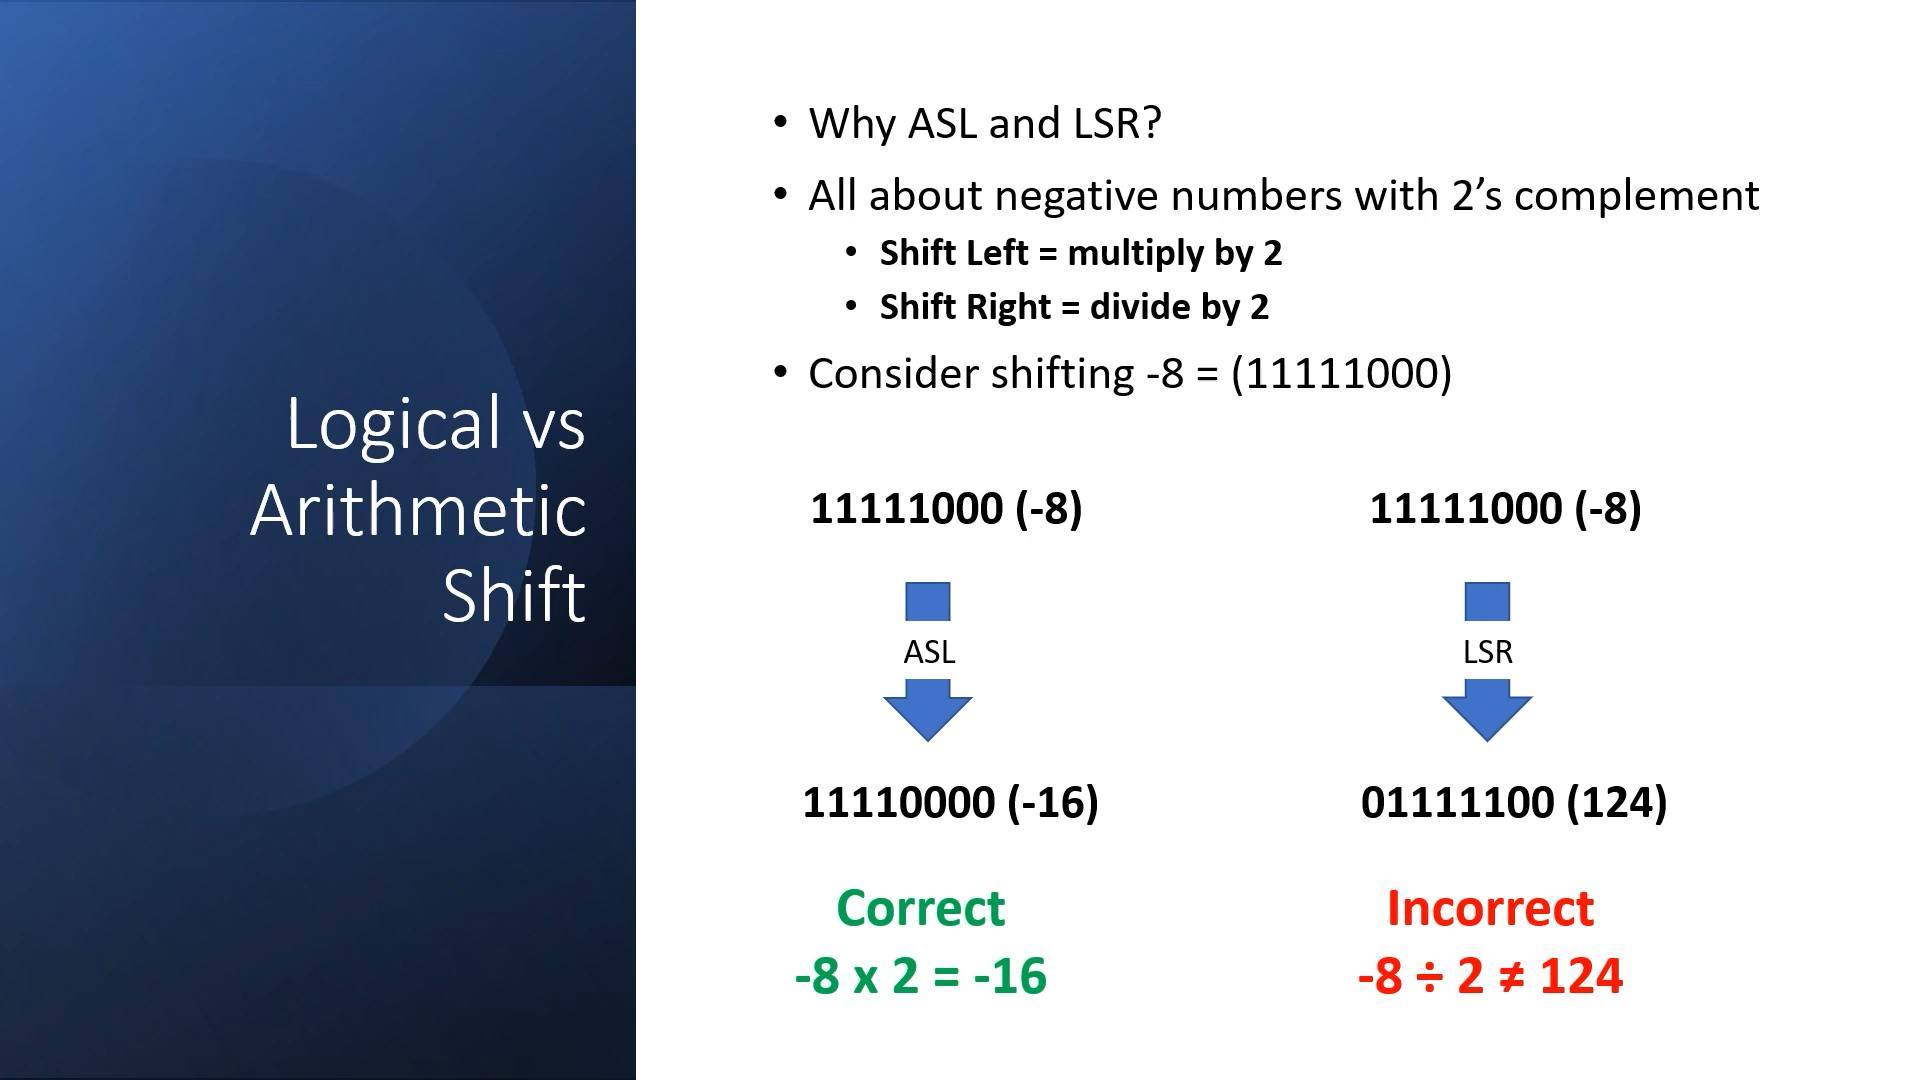 Logical vs
Arithmetic
Shift
• Why ASL and LSR?
• All about negative numbers with 2’s complement
• Shift Left = multiply by 2
• Shift Right = divide by 2
• Consider shifting -8 = (11111000)
11111000 (-8)
ASL
11110000 (-16)
Correct
-8 x 2 = -16
11111000 (-8)
LSR
01111100 (124)
Incorrect
-8 ÷ 2 ≠ 124